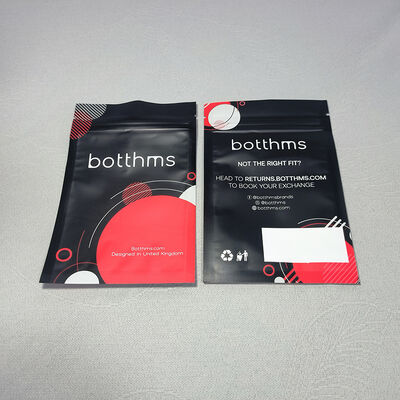 botthms
Botthms.com
Designed in United Kingdom
botthms
NOT THE RIGHT FIT?
HEAD TO RETURNS.BOTTHMS.COM
TO BOOK YOUR EXCHANGE
@botthmsbrands
@botthms
botthms.com